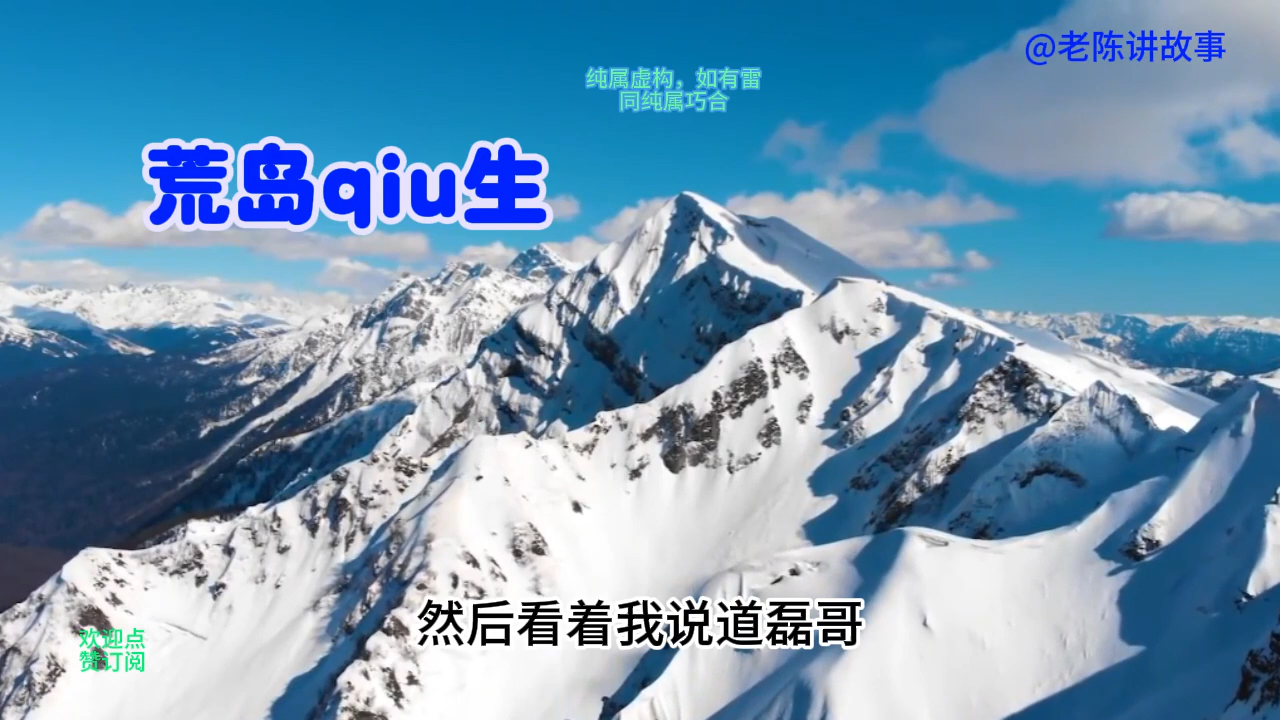 @老陈讲故事
纯属虚构，如有雷
同纯属巧合
荒岛qiu生
然后看着我说道磊哥
欢迎点
赞订阅